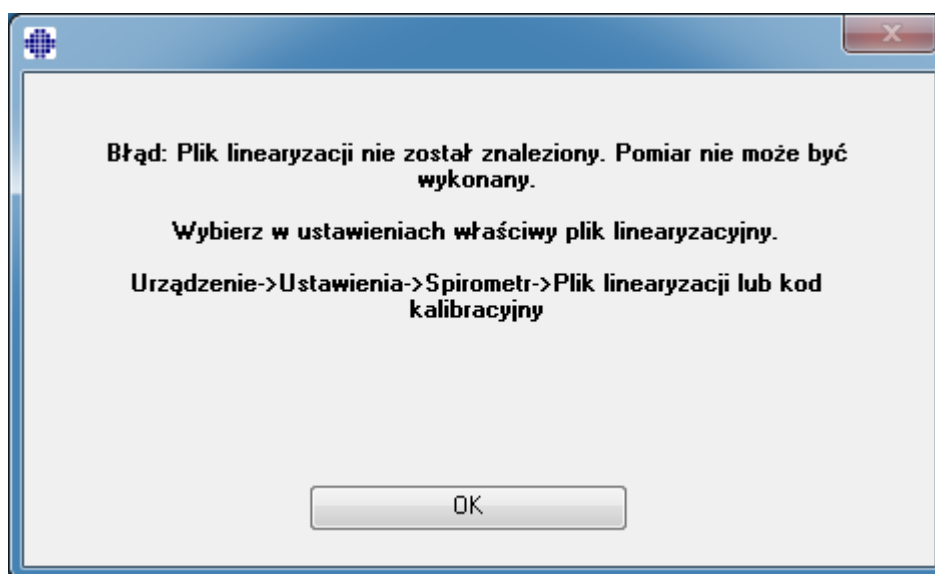 Błąd: Plik linearyzacji nie został znaleziony. Pomiar nie może być
wykonany.
Wybierz w ustawieniach właściwy plik linearyzacyjny.
Urządzenie->Ustawienia->Spirometr->Plik linearyzacji lub kod
kalibracyjny
OK